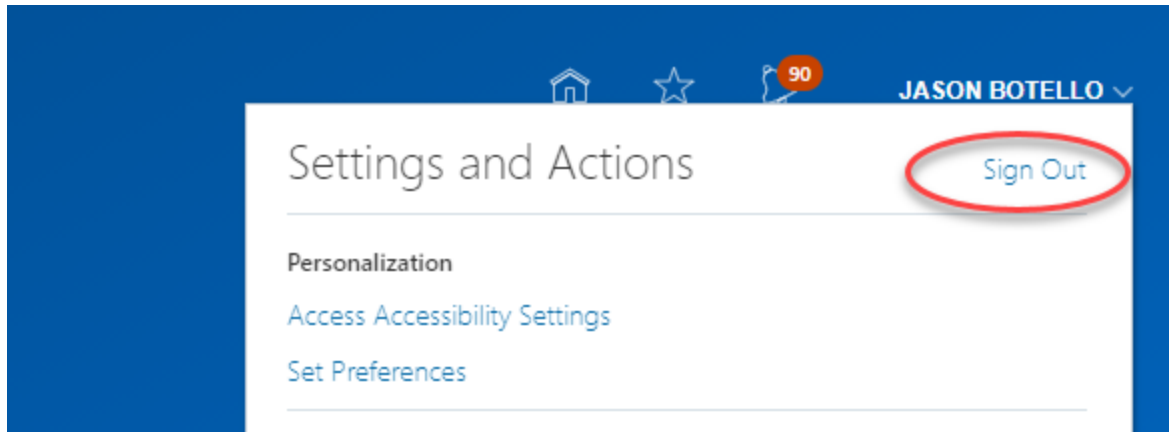 90
JASON BOTELLO
Settings and Actions
Sign Out
Personalization
Access Accessibility Settings
Set Preferences